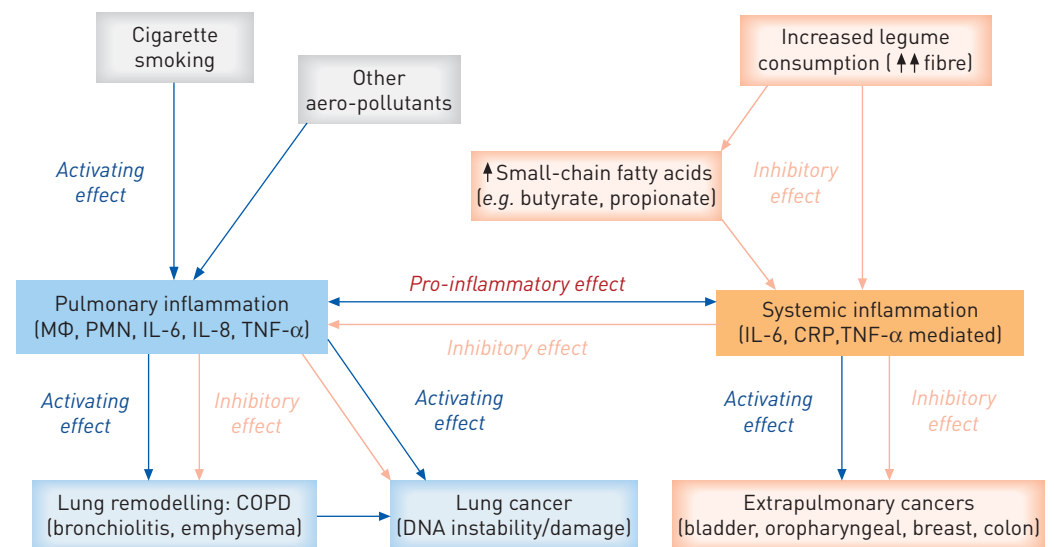 Cigarette
smoking
Other
aero-pollutants
Increased legume
consumption (↑↑ fibre)
Activating
effect
↑Small-chain fatty acids
(e.g. butyrate, propionate)
Inhibitory
effect
Pro-inflammatory effect
Pulmonary inflammation
(MΦ, PMN, IL-6, IL-8, TNF-α)
Systemic inflammation
(IL-6, CRP,TNF-α mediated)
Inhibitory effect
Activating
effect
Inhibitory
effect
Activating
effect
Activating
effect
Inhibitory
effect
Lung remodelling: COPD
(bronchiolitis, emphysema)
Lung cancer
(DNA instability/damage)
Extrapulmonary cancers
(bladder, oropharyngeal, breast, colon)